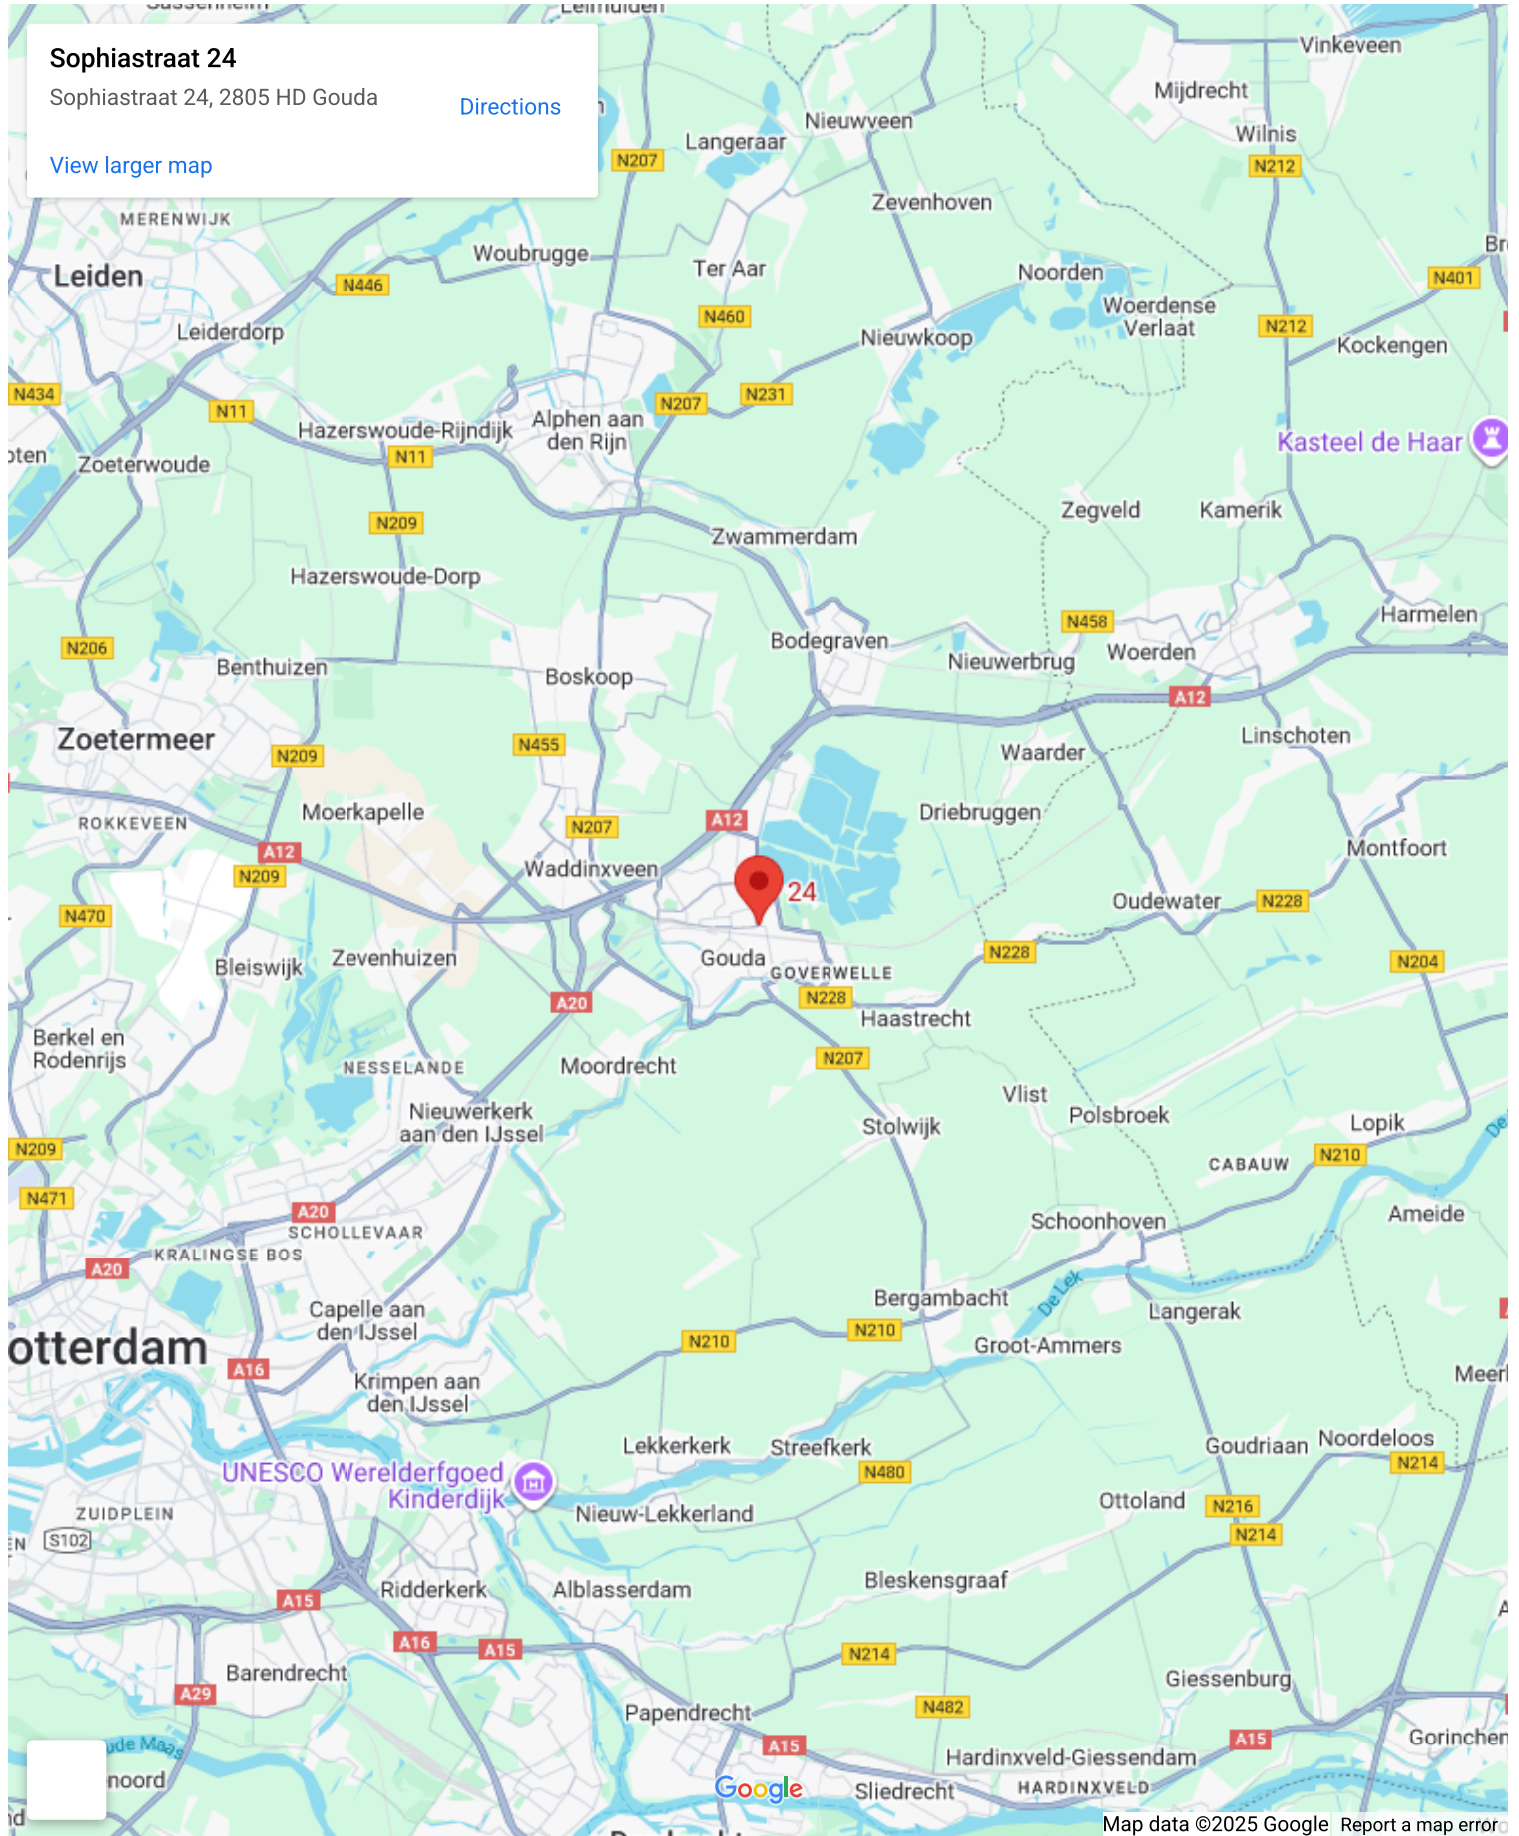 Sassenheim
Leimuiden
Sophiastraat 24
Sophiastraat 24, 2805 HD Gouda
Directions
View larger map
Vinkeveen
Mijdrecht
Nieuwveen
Langeraar
Wilnis
N207
N212
Zevenhoven
MERENWIJK
Woubrugge
Ter Aar
Noorden
Leiden
N446
N401
Woerdense
Verlaat
N460
N212
Leiderdorp
Nieuwkoop
Kockengen
N434
N11
N207
N231
Alphen aan
den Rijn
Hazerswoude-Rijndijk
Kasteel de Haar
N11
Zoeterwoude
Zegveld
Kamerik
N209
Zwammerdam
Hazerswoude-Dorp
Harmelen
N458
Bodegraven
N206
Woerden
Nieuwerbrug
Benthuizen
Boskoop
A12
Zoetermeer
Linschoten
N455
N209
Waarder
Moerkapelle
Driebruggen
ROKKEVEEN
A12
N207
Montfoort
A12
Waddinxveen
N209
24
Oudewater
N228
N470
N228
Zevenhuizen
Gouda
N204
Bleiswijk
GOVERWELLE
N228
A20
Haastrecht
Berkel en
Rodenrijs
N207
NESSELANDE
Moordrecht
Vlist
Nieuwerkerk
aan den IJssel
Polsbroek
Stolwijk
Lopik
N209
CABAUW
N210
N471
A20
Ameide
SCHOLLEVAAR
Schoonhoven
KRALINGSE BOS
A20
De Lek
Bergambacht
Langerak
Capelle aan
den IJssel
N210
N210
Groot-Ammers
otterdam
A16
Krimpen aan
den IJssel
Lekkerkerk
Streefkerk
Goudriaan
Noordeloos
N214
UNESCO Werelderfgoed
Kinderdijk
N480
Ottoland
N216
ZUIDPLEIN
Nieuw-Lekkerland
N214
S102
Bleskensgraaf
Ridderkerk
Alblasserdam
A15
A16
A15
N214
Barendrecht
Giessenburg
A29
N482
Papendrecht
A15
A15
Gorinchen
ude Maas
Hardinxveld-Giessendam
noord
Google
Sliedrecht
HARDINXVELD
Map data ©2025 Google
Report a map error